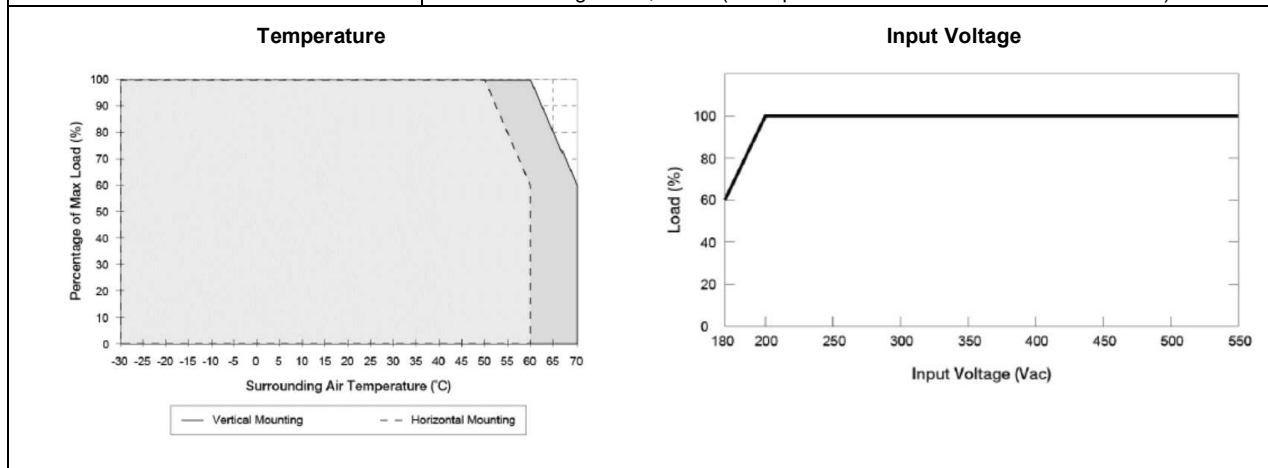 Temperature
Percentage of Max Load (%)
100
90
80
70
60
50
40
30
20
10
0
-30 -25 -20 -15 -10 -5 0 5 10 15 20 25 30 35 40 45 50 55 60 65 70
Surrounding Air Temperature (°C)
Vertical Mounting Horizontal Mounting
Input Voltage
Load (%)
100
80
60
40
20
0
180 200 250 300 350 400 450 500 550
Input Voltage (Vac)